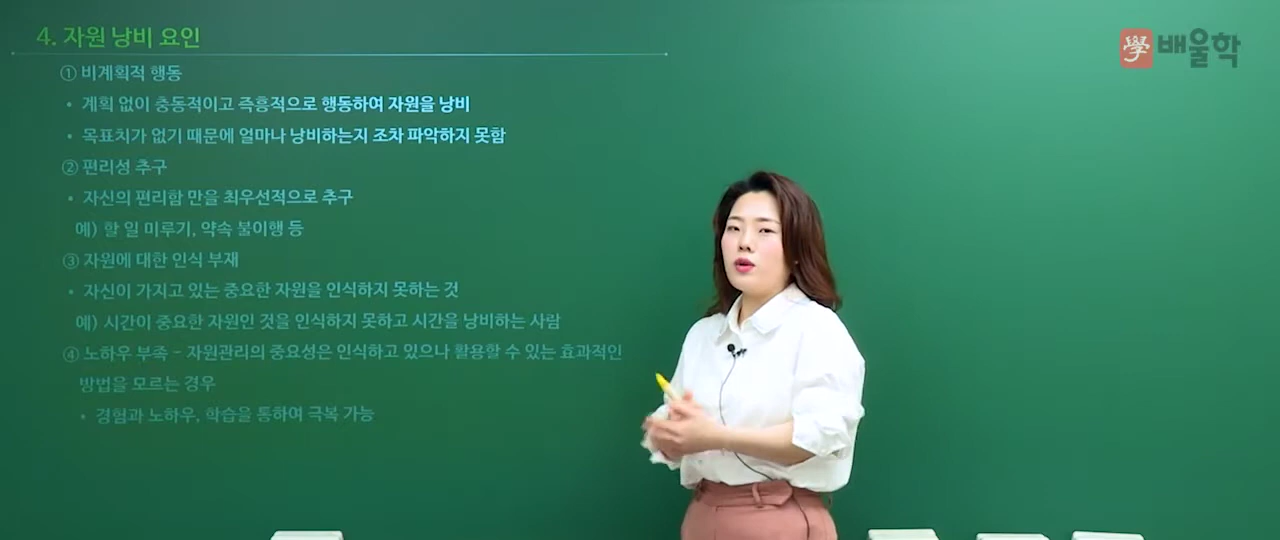 4. 자원 낭비 요인
① 비계획적 행동
• 계획 없이 충동적이고 즉흥적으로 행동하여 자원을 낭비
• 목표치가 없기 때문에 얼마나 낭비하는지 조차 파악하지 못함
② 편리성 추구
• 자신의 편리함 만을 최우선적으로 추구
예) 할 일 미루기, 약속 불이행 등
③ 자원에 대한 인식 부재
• 자신이 가지고 있는 중요한 자원을 인식하지 못하는 것
예) 시간이 중요한 자원인 것을 인식하지 못하고 시간을 낭비하는 사람
④ 노하우 부족 - 자원관리의 중요성은 인식하고 있으나 활용할 수 있는 효과적인
방법을 모르는 경우
• 경험과 노하우, 학습을 통하여 극복 가능
學 배울학